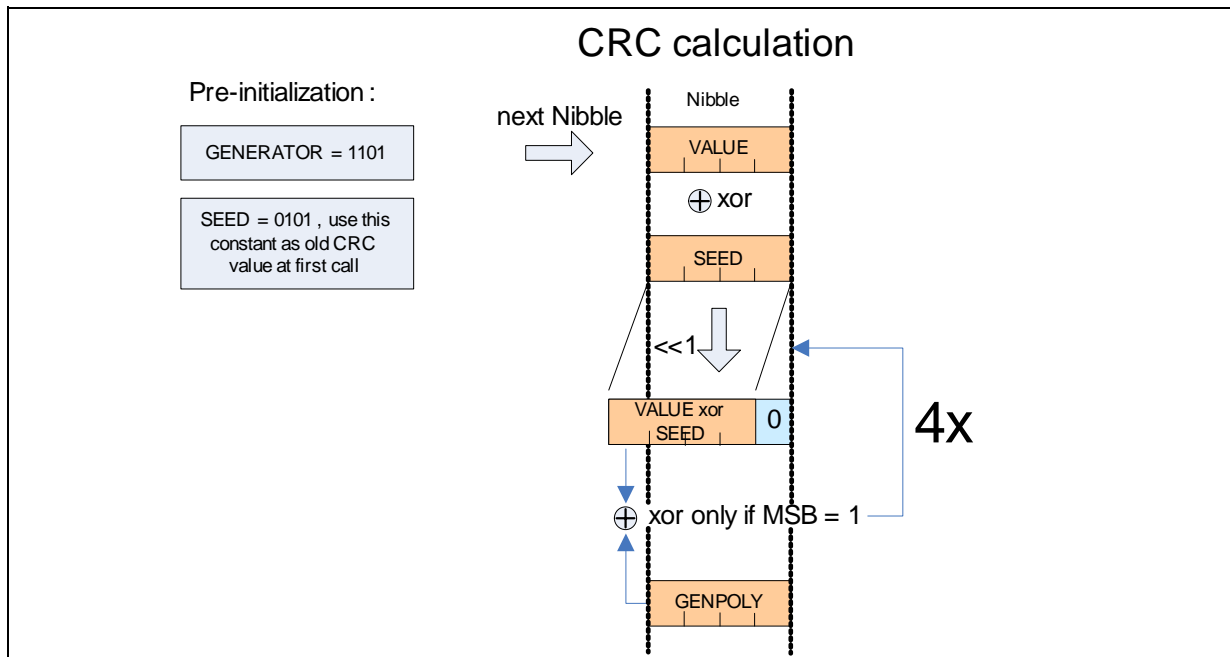 CRC calculation
Pre-initialization :
GENERATOR = 1101
SEED = 0101 , use this
constant as old CRC
value at first call
next Nibble
Nibble
VALUE
xor
SEED
<<1
VALUE xor
SEED
0
4x
xor only if MSB = 1
GENPOLY